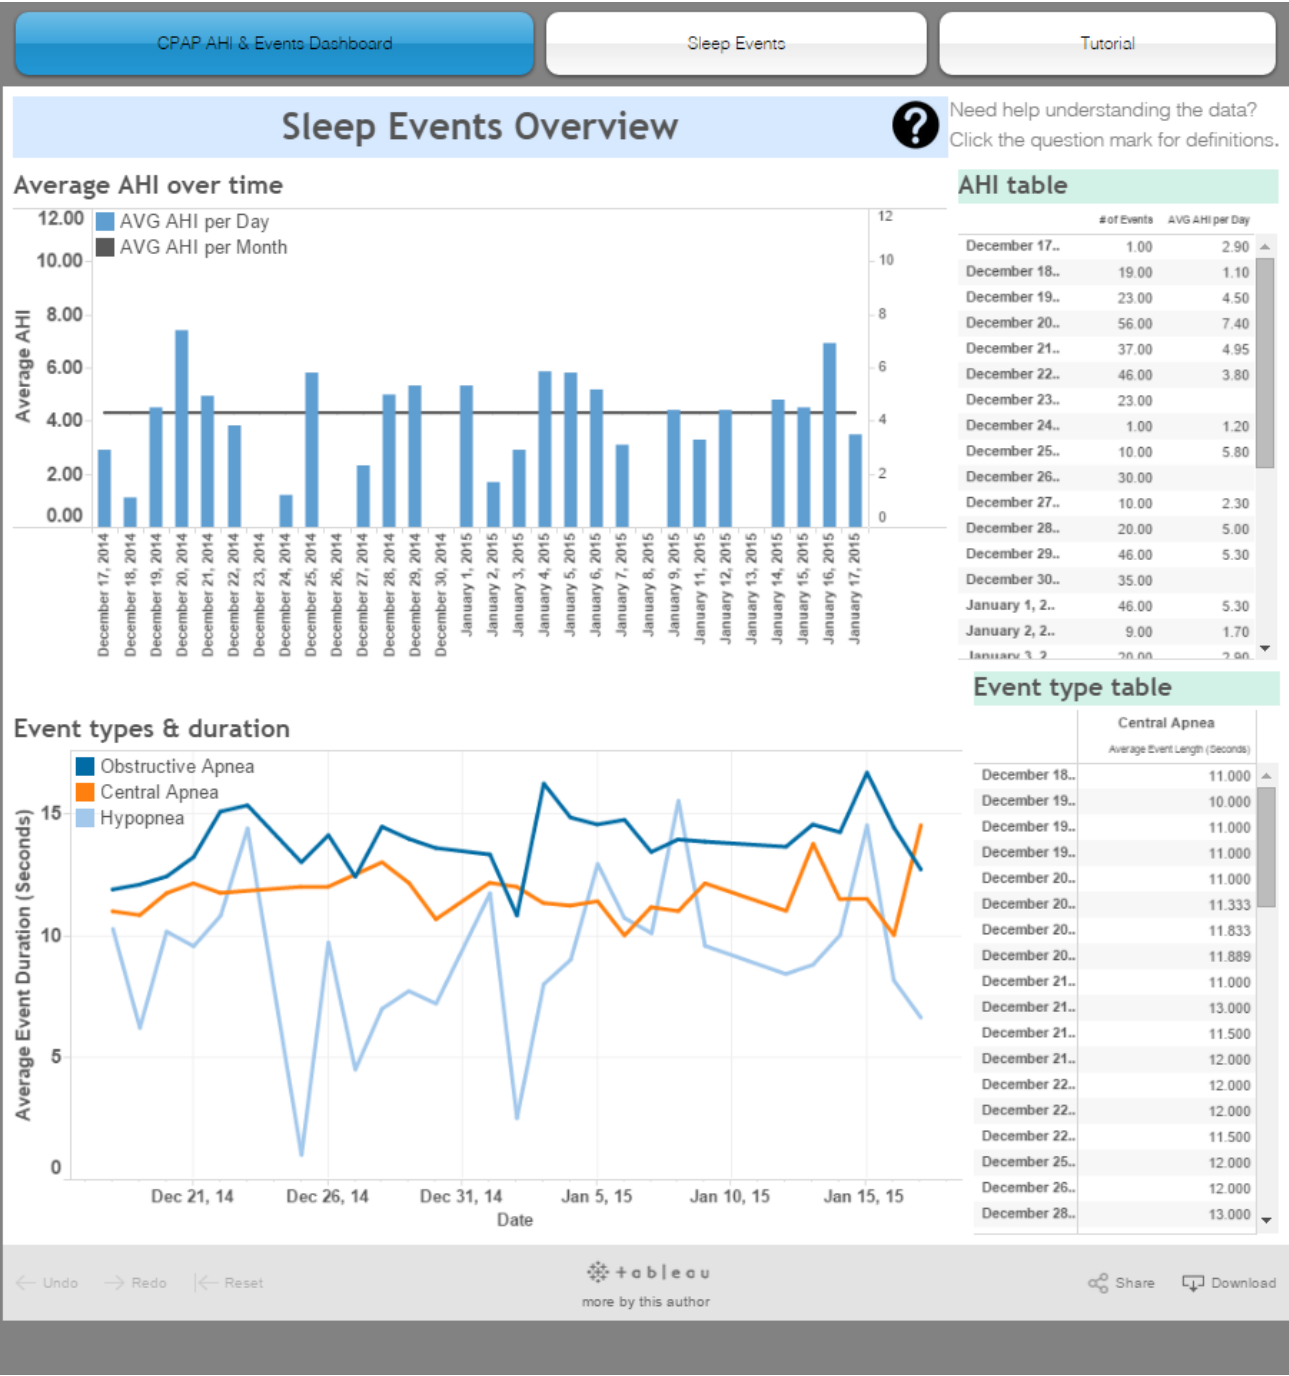 CPAP AHI & Events Dashboard
Sleep Events
Tutorial
Sleep Events Overview
?
Need help understanding the data?
Click the question mark for definitions.
Average AHI over time
AVG AHI per Day
AVG AHI per Month
Average AHI
12.00
10.00
8.00
6.00
4.00
2.00
0.00
12
10
8
6
4
2
0
December 17, 2014
December 18, 2014
December 19, 2014
December 20, 2014
December 21, 2014
December 22, 2014
December 23, 2014
December 24, 2014
December 25, 2014
December 26, 2014
December 27, 2014
December 28, 2014
December 29, 2014
December 30, 2014
January 1, 2015
January 2, 2015
January 3, 2015
January 4, 2015
January 5, 2015
January 6, 2015
January 7, 2015
January 8, 2015
January 9, 2015
January 11, 2015
January 12, 2015
January 13, 2015
January 14, 2015
January 15, 2015
January 16, 2015
January 17, 2015
AHI table
# of Events AVG AHI per Day
December 17.. 1.00 2.90
December 18.. 19.00 1.10
December 19.. 23.00 4.50
December 20.. 56.00 7.40
December 21.. 37.00 4.95
December 22.. 46.00 3.80
December 23.. 23.00
December 24.. 1.00 1.20
December 25.. 10.00 5.80
December 26.. 30.00
December 27.. 10.00 2.30
December 28.. 20.00 5.00
December 29.. 46.00 5.30
December 30.. 35.00
January 1, 2.. 46.00 5.30
January 2, 2.. 9.00 1.70
January 3, 2 20.00 2.90
Event types & duration
Obstructive Apnea
Central Apnea
Hypopnea
Average Event Duration (Seconds)
15
10
5
0
Dec 21, 14
Dec 26, 14
Dec 31, 14
Jan 5, 15
Jan 10, 15
Jan 15, 15
Date
Event type table
Central Apnea
Average Event Length (Seconds)
December 18.. 11.000
December 19.. 10.000
December 19.. 11.000
December 19.. 11.000
December 20.. 11.000
December 20.. 11.333
December 20.. 11.833
December 20.. 11.889
December 21.. 11.000
December 21.. 13.000
December 21.. 11.500
December 21.. 12.000
December 22.. 12.000
December 22.. 12.000
December 22.. 11.500
December 25.. 12.000
December 26.. 12.000
December 28.. 13.000
Undo
Redo
Reset
+ableau
more by this author
Share
Download